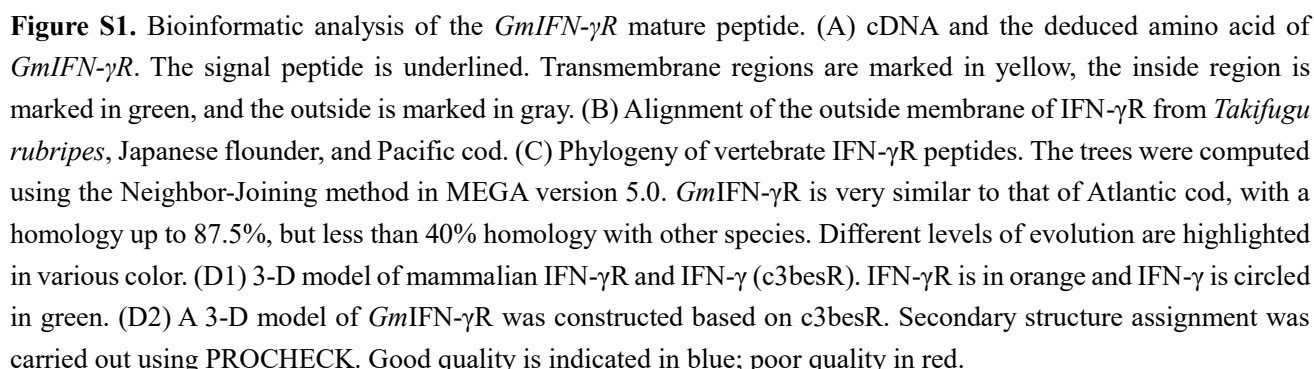 Figure S1. Bioinformatic analysis of the GmIFN-γR mature peptide. (A) cDNA and the deduced amino acid of
GmIFN-γR. The signal peptide is underlined. Transmembrane regions are marked in yellow, the inside region is
marked in green, and the outside is marked in gray. (B) Alignment of the outside membrane of IFN-γR from Takifugu
rubripes, Japanese flounder, and Pacific cod. (C) Phylogeny of vertebrate IFN-γR peptides. The trees were computed
using the Neighbor-Joining method in MEGA version 5.0. GmIFN-γR is very similar to that of Atlantic cod, with a
homology up to 87.5%, but less than 40% homology with other species. Different levels of evolution are highlighted
in various color. (D1) 3-D model of mammalian IFN-γR and IFN-γ (c3besR). IFN-γR is in orange and IFN-γ is circled
in green. (D2) A 3-D model of GmIFN-γR was constructed based on c3besR. Secondary structure assignment was
carried out using PROCHECK. Good quality is indicated in blue; poor quality in red.